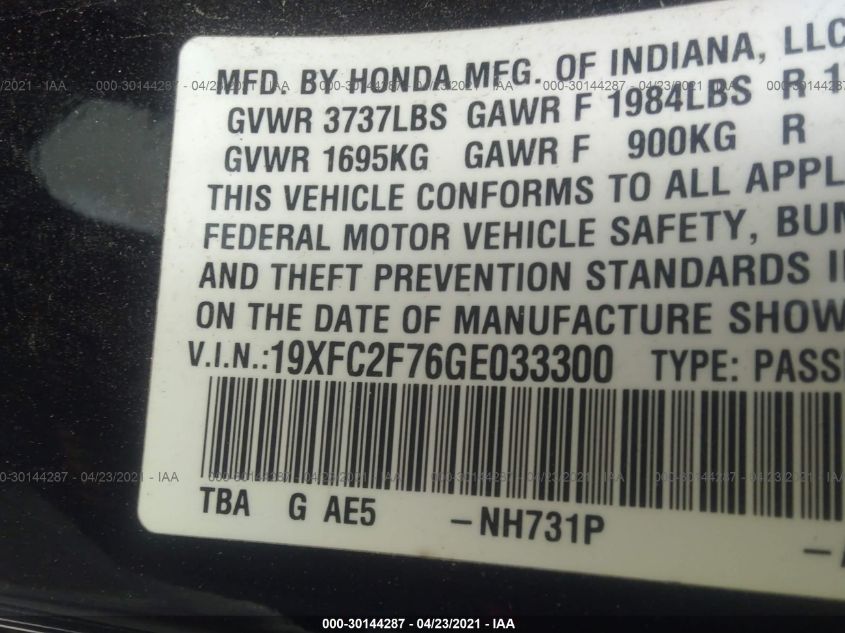 MFD. BY HONDA MFG. OF INDIANA, LLC
GVWR 3737LBS GAWR F 1984LBS R 1
GVWR 1695KG GAWR F 900KG R
THIS VEHICLE CONFORMS TO ALL APPL
FEDERAL MOTOR VEHICLE SAFETY, BUM
AND THEFT PREVENTION STANDARDS I
ON THE DATE OF MANUFACTURE SHOW
V.I.N.:19XFC2F76GE033300 TYPE: PASS
TBA G AE5 -NH731P
000-30144287 - 04/23/2021 - IAA